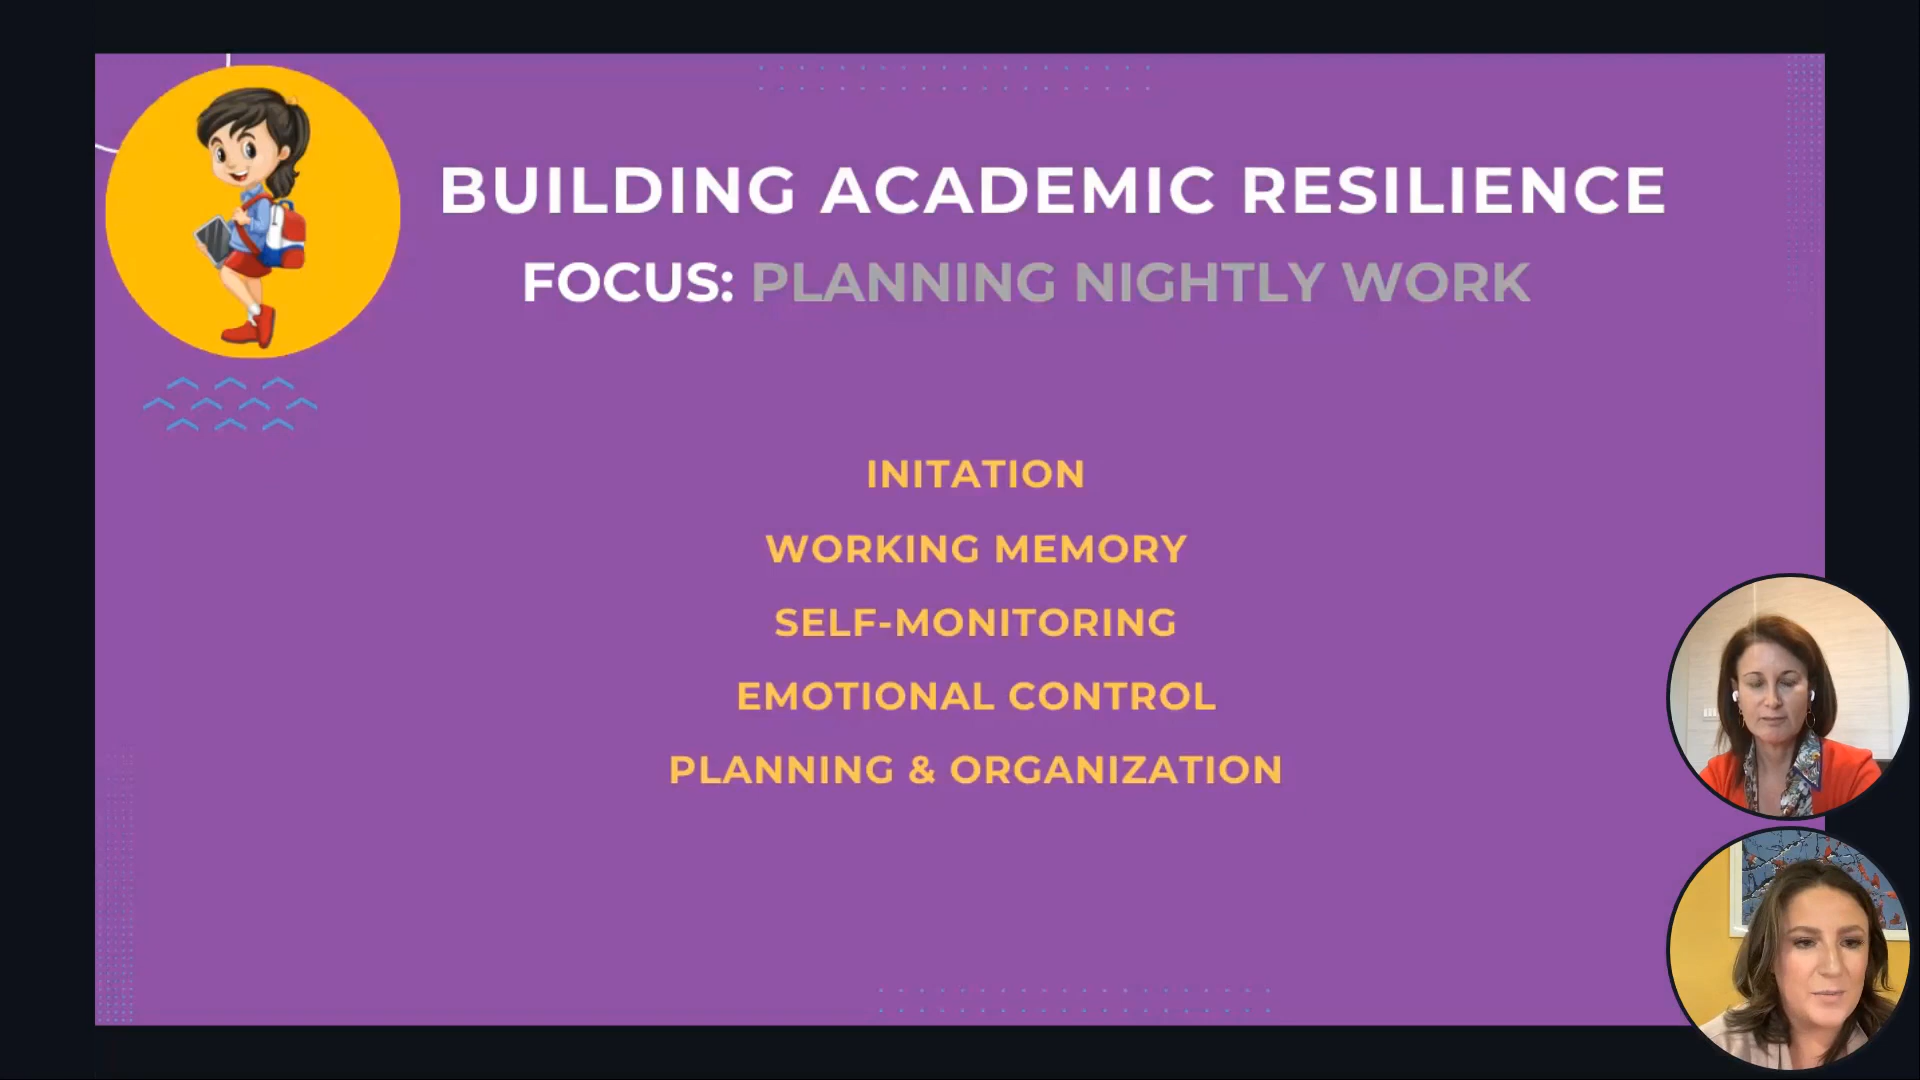 BUILDING ACADEMIC RESILIENCE
FOCUS: PLANNING NIGHTLY WORK
INITATION
WORKING MEMORY
SELF-MONITORING
EMOTIONAL CONTROL
PLANNING & ORGANIZATION